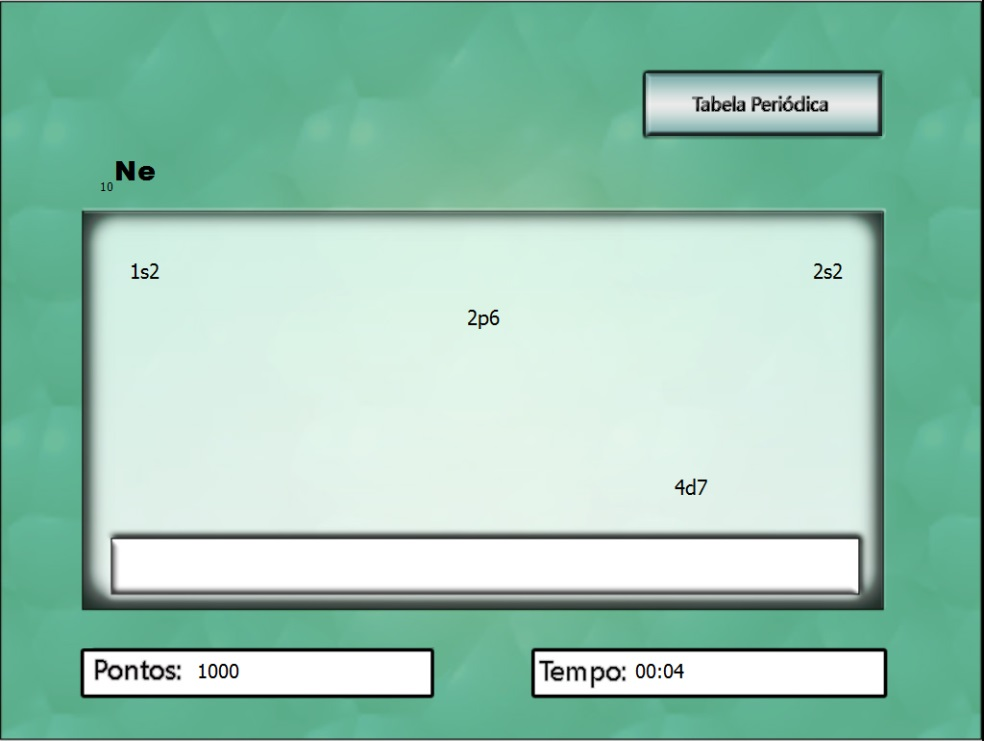 Tabela Periódica
10Ne
1s2 2s2
2p6
4d7
Pontos: 1000 Tempo: 00:04